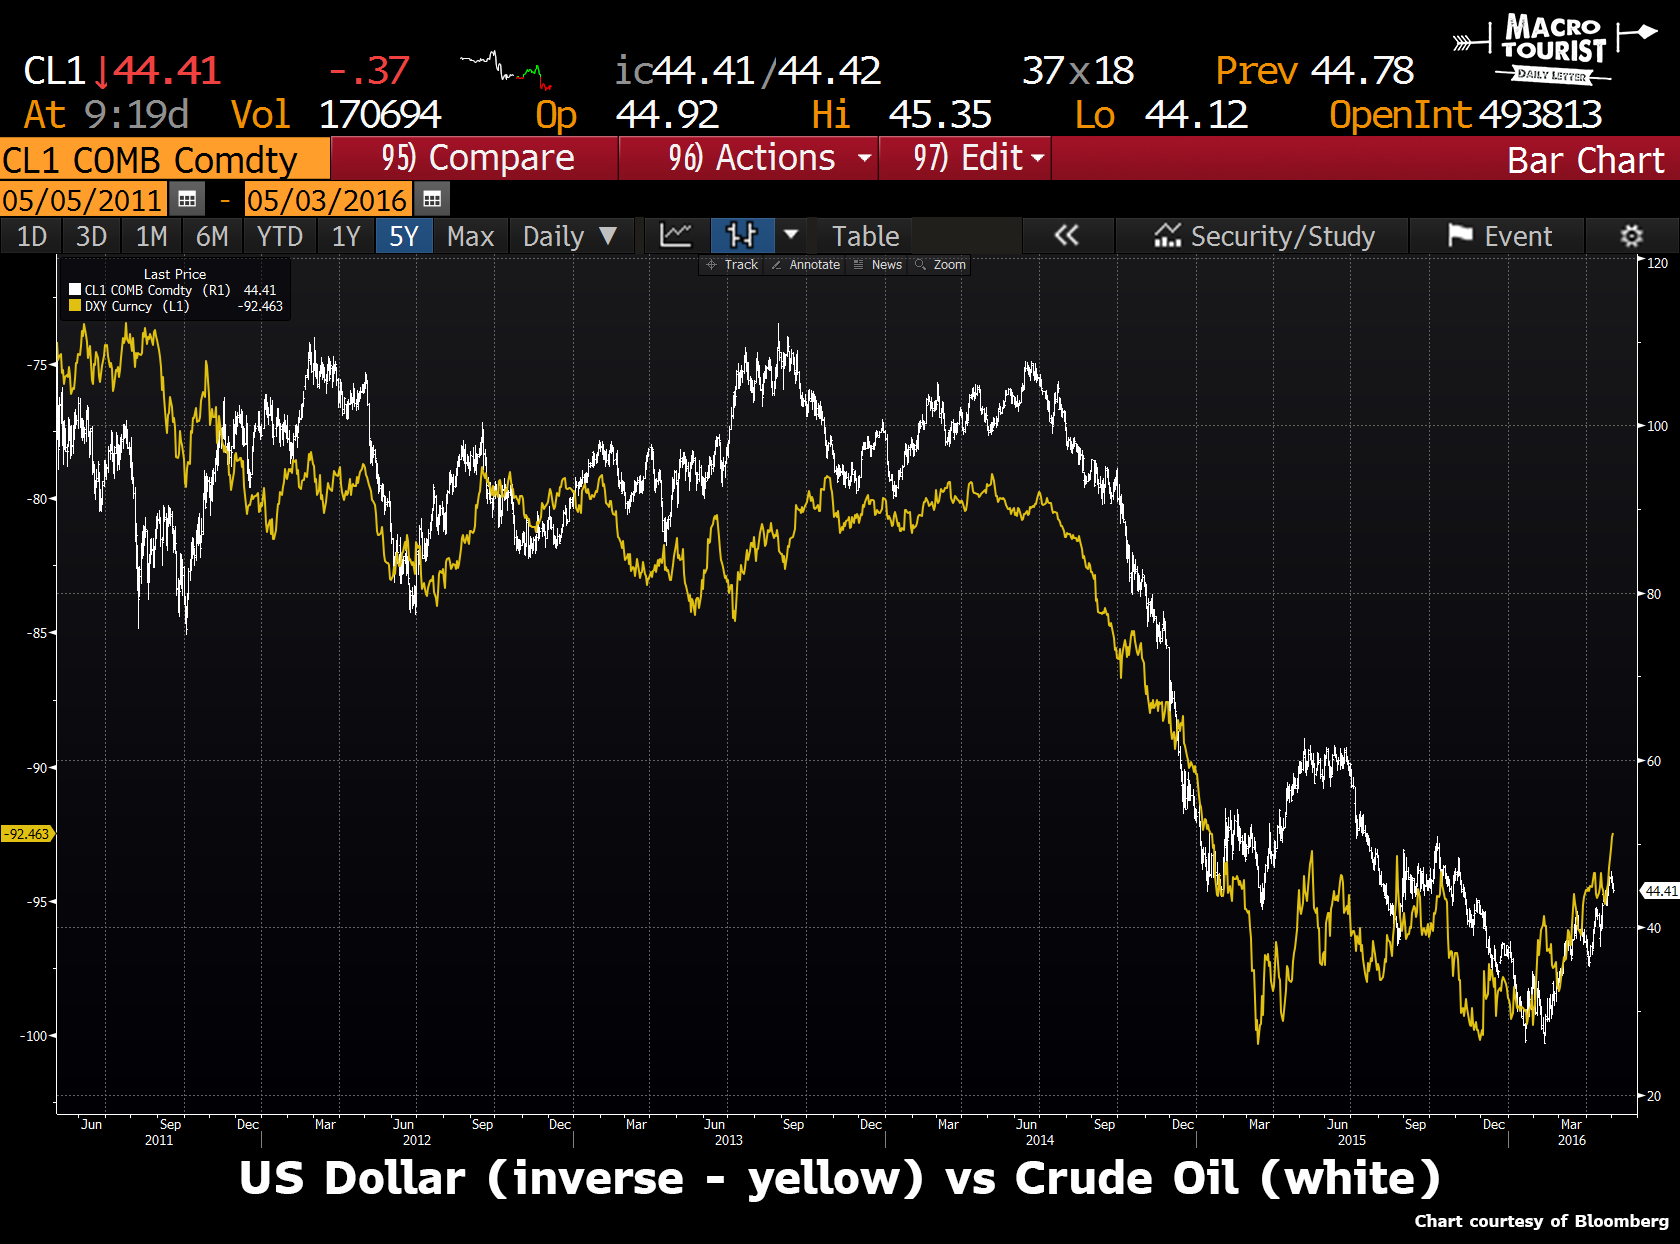 MACRO
TOURIST
DAILY LETTER
CL1 ↓44.41 -.37 ic44.41/44.42 37x18 Prev 44.78
At 9:19d Vol 170694 Op 44.92 Hi 45.35 Lo 44.12 OpenInt 493813
CL1 COMB Comdty 95) Compare 96) Actions 97) Edit Bar Chart
05/05/2011 - 05/03/2016
1D 3D 1M 6M YTD 1Y 5Y Max Daily ▼ Table « Security/Study Event
Track Annotate News Zoom
Last Price
CL1 COMB Comdty (R1) 44.41
DXY Curncy (L1) -92.463
120
-75
100
-80
80
-85
60
-90
-92.463
44.41
-95
40
-100
20
Jun Sep Dec Mar Jun Sep Dec Mar Jun Sep Dec Mar Jun Sep Dec Mar Jun Sep Dec Mar
2011 2012 2013 2014 2015 2016
US Dollar (inverse - yellow) vs Crude Oil (white)
Chart courtesy of Bloomberg